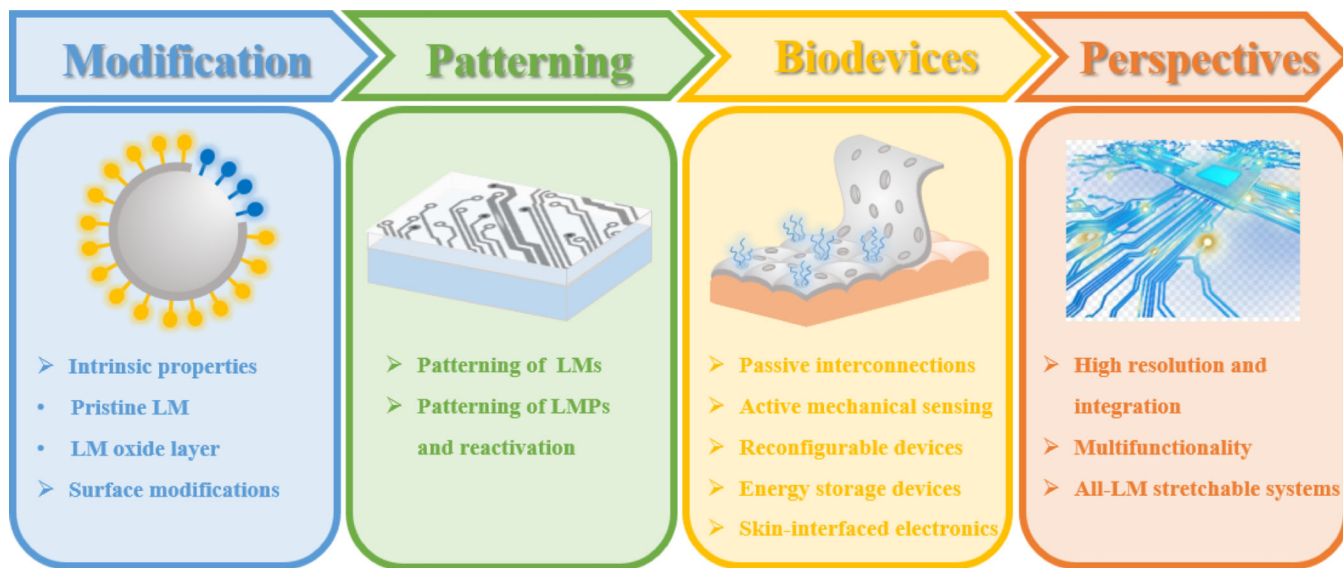 Modification
Patterning
Biodevices
Perspectives
➢ Intrinsic properties
• Pristine LM
• LM oxide layer
➢ Surface modifications
➢ Patterning of LMs
➢ Patterning of LMPs
and reactivation
➢ Passive interconnections
➢ Active mechanical sensing
➢ Reconfigurable devices
➢ Energy storage devices
➢ Skin-interfaced electronics
➢ High resolution and
integration
➢ Multifunctionality
➢ All-LM stretchable systems